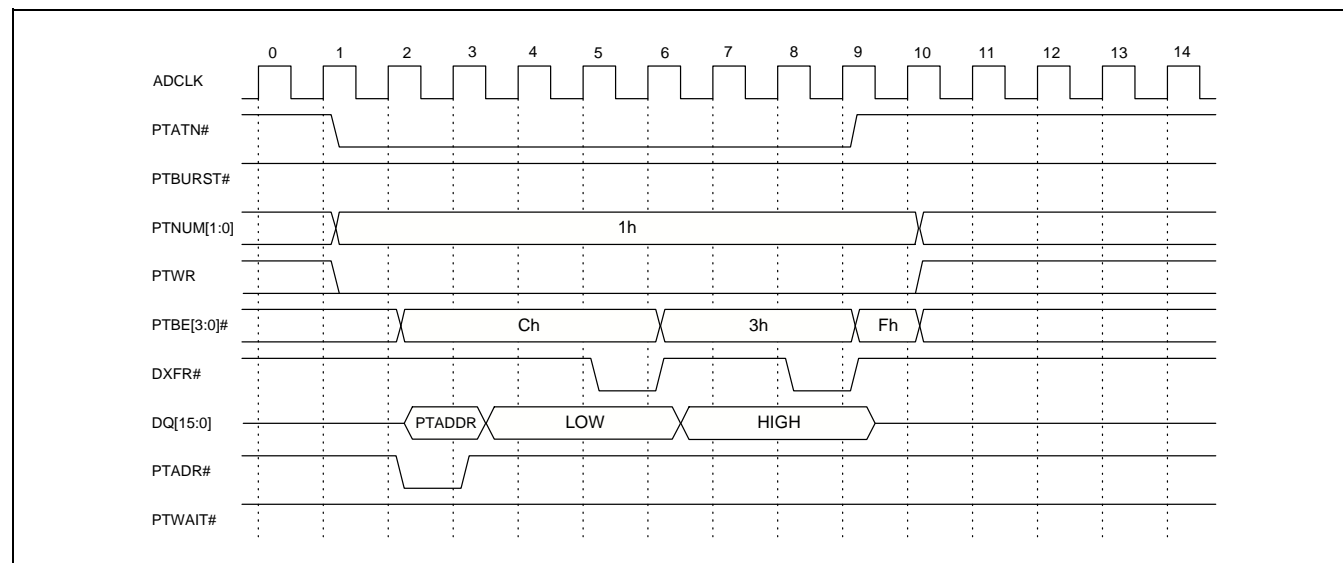 0 1 2 3 4 5 6 7 8 9 10 11 12 13 14
ADCLK
PTATN#
PTBURST#
PTNUM[1:0] 1h
PTWR
PTBE[3:0]# Ch 3h Fh
DXFR#
DQ[15:0] PTADDR LOW HIGH
PTADR#
PTWAIT#